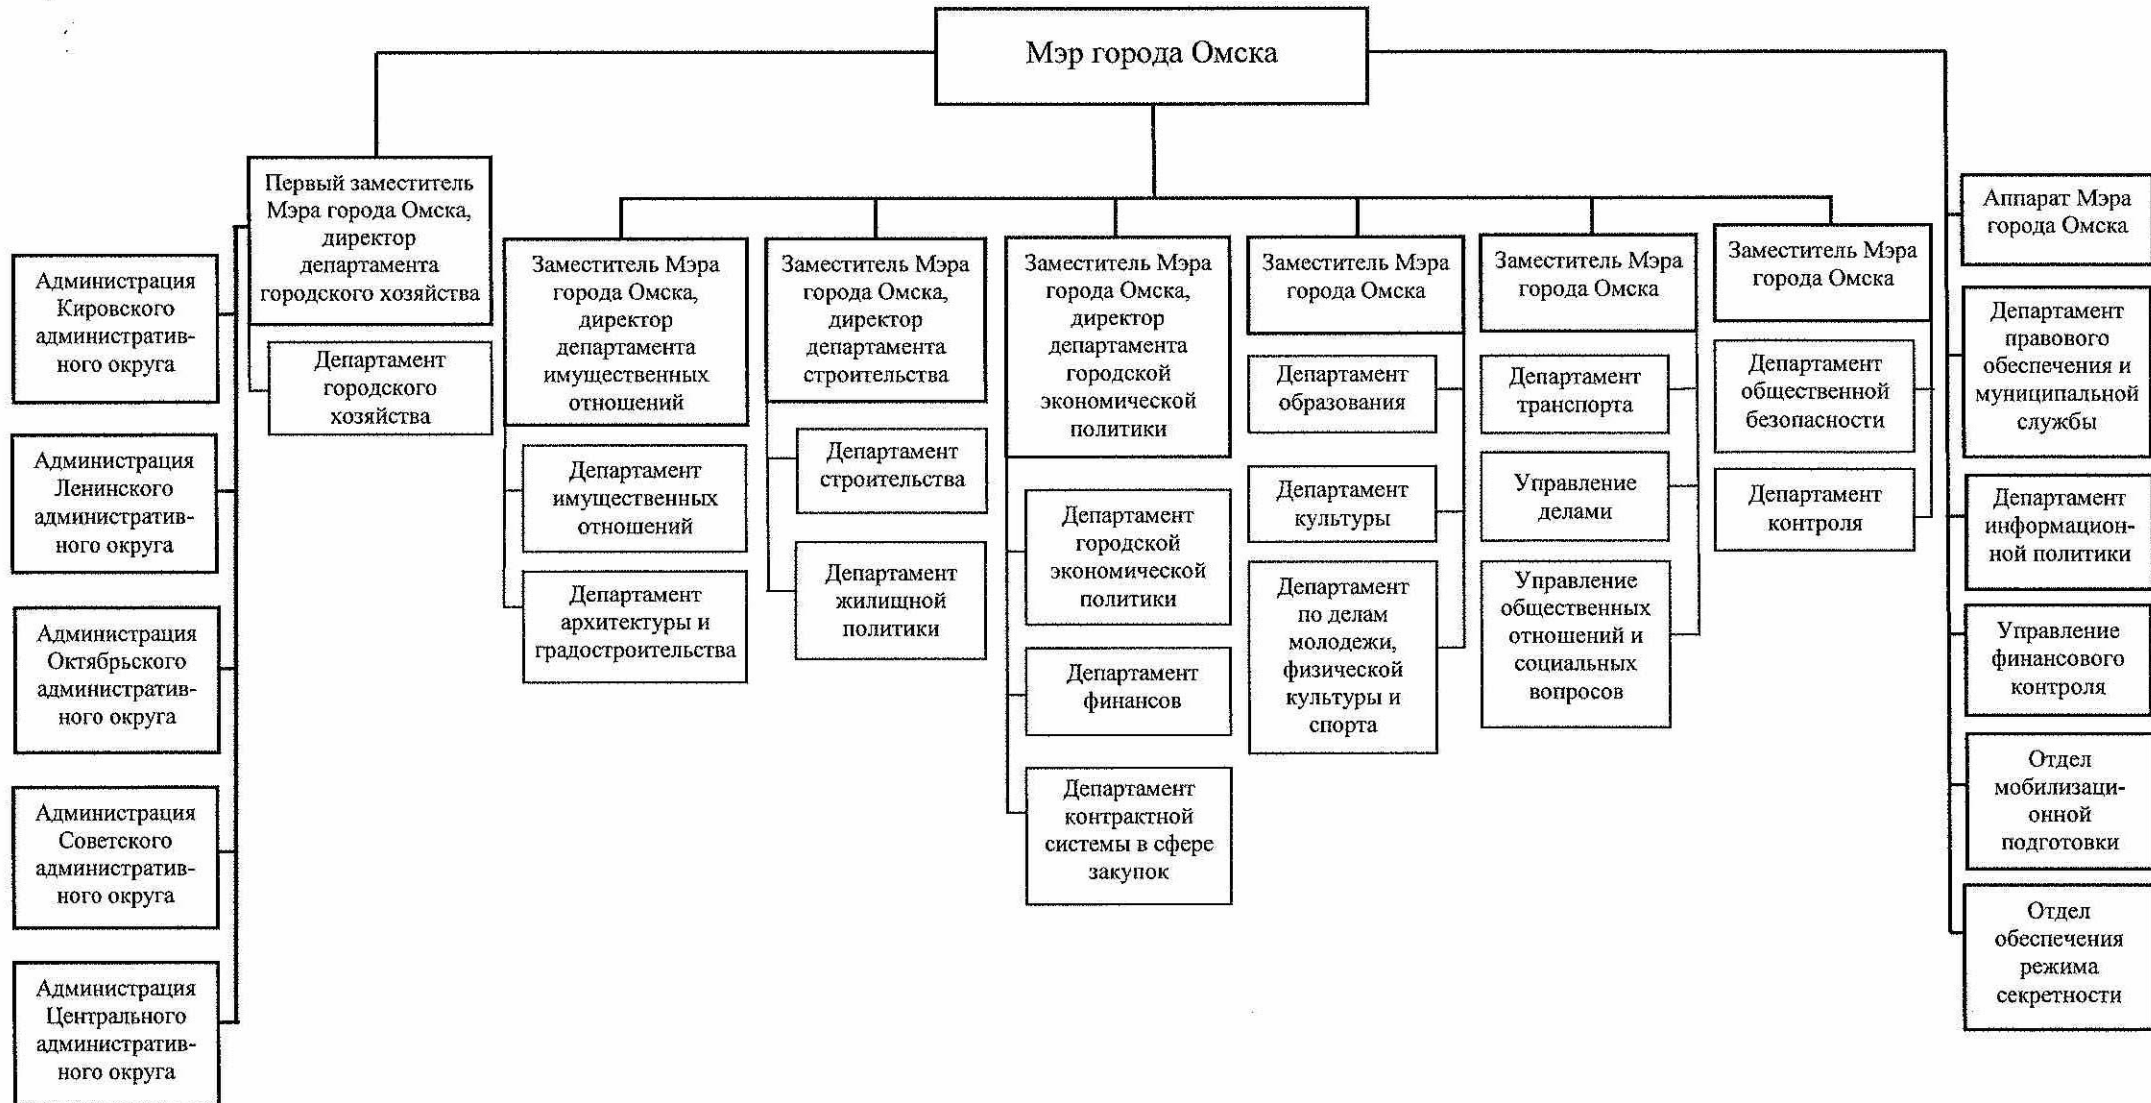 Мэр города Омска
Первый заместитель
Мэра города Омска,
директор
департамента
городского хозяйства
Администрация
Кировского
административ-
ного округа
Администрация
Ленинского
административ-
ного округа
Администрация
Октябрьского
административ-
ного округа
Администрация
Советского
административ-
ного округа
Администрация
Центрального
административ-
ного округа
Департамент
городского
хозяйства
Заместитель Мэра
города Омска,
директор
департамента
имущественных
отношений
Департамент
имущественных
отношений
Департамент
архитектуры и
градостроительства
Заместитель Мэра
города Омска,
директор
департамента
строительства
Департамент
строительства
Департамент
жилищной
политики
Заместитель Мэра
города Омска,
директор
департамента
городской
экономической
политики
Департамент
городской
экономической
политики
Департамент
финансов
Департамент
контрактной
системы в сфере
закупок
Заместитель Мэра
города Омска
Департамент
образования
Департамент
культуры
Департамент
по делам
молодежи,
физической
культуры и
спорта
Заместитель Мэра
города Омска
Департамент
транспорта
Управление
делами
Управление
общественных
отношений и
социальных
вопросов
Заместитель Мэра
города Омска
Департамент
общественной
безопасности
Департамент
контроля
Аппарат Мэра
города Омска
Департамент
правового
обеспечения и
муниципальной
службы
Департамент
информацион-
ной политики
Управление
финансового
контроля
Отдел
мобилизаци-
онной
подготовки
Отдел
обеспечения
режима
секретности